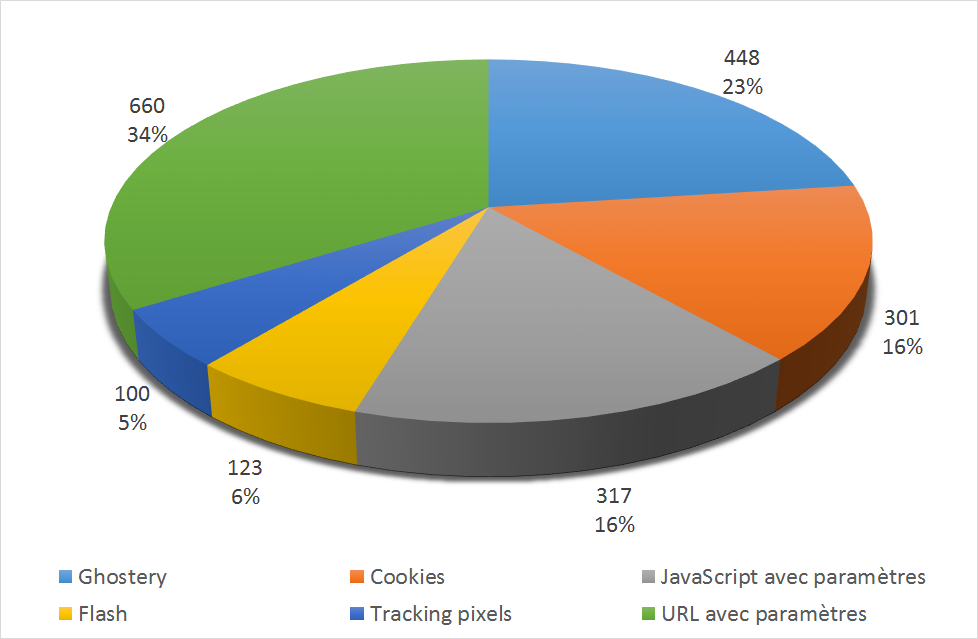 448
23%
660
34%
301
16%
100
5%
123
6%
317
16%
Ghostery
Cookies
JavaScript avec paramètres
Flash
Tracking pixels
URL avec paramètres